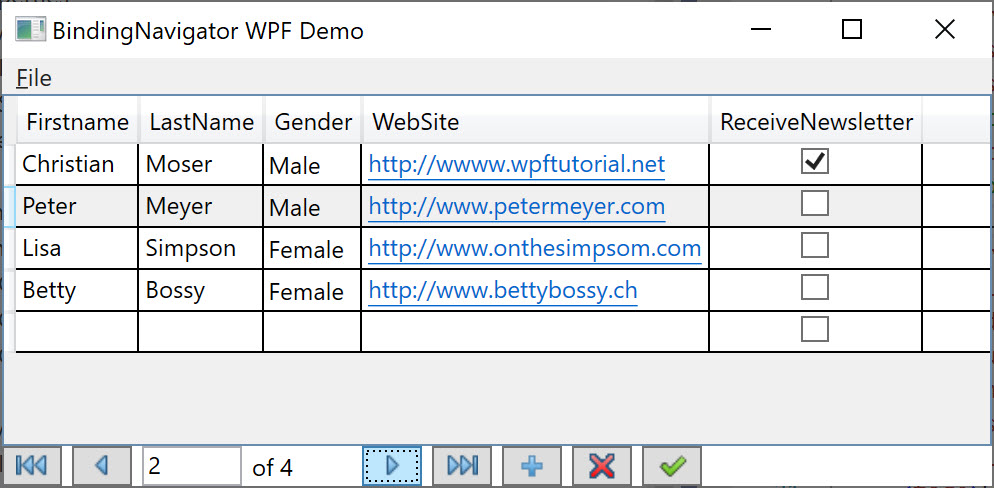 BindingNavigator WPF Demo
File
Firstname LastName Gender WebSite ReceiveNewsletter
Christian Moser Male http://wwww.wpftutorial.net
Peter Meyer Male http://www.petermeyer.com
Lisa Simpson Female http://www.onthesimpsom.com
Betty Bossy Female http://www.bettybossy.ch
2 of 4